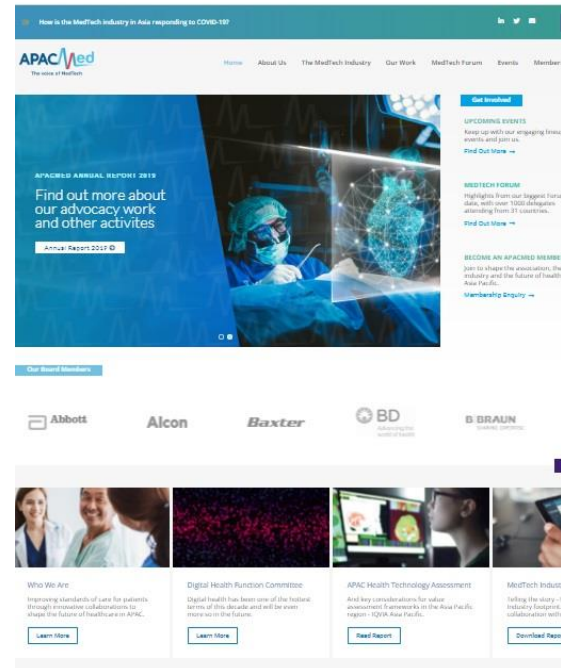 How is the MedTech industry in Asia responding to COVID-19?
APACMed
The voice of MedTech
Home
About Us
The MedTech Industry
Our Work
MedTech Forum
Events
Members
APACMED ANNUAL REPORT 2019
Find out more about
our advocacy work
and other activites
Annual Report 2019
Get Involved
UPCOMING EVENTS
Keep up with our engaging
events and join us.
Find Out More →
MEDTECH FORUM
Highlights from our biggest
date, with over 1000 delegates
attending from 31 countries.
Find Out More →
BECOME AN APACMED
Join to shape the association, the
industry and the future of
Asia Pacific.
Membership Enquiry →
Our Board Members
Abbott
Alcon
Baxter
BD
Advancing the
world of health
B BRAUN
SHARING EXPERTISE
Who We Are
Improving standards of care for patients
through innovative collaborations to
shape the future of healthcare in APAC.
Learn More
Digital Health Function Committee
Digital health has been one of the hottest
terms of this decade and will be even
more so in the future.
Learn More
APAC Health Technology Assessment
And key considerations for value
assessment frameworks in the Asia Pacific
region - IQVIA Asia Pacific.
Read Report
MedTech
Telling the story -
Industry footprint.
collaboration with
Download